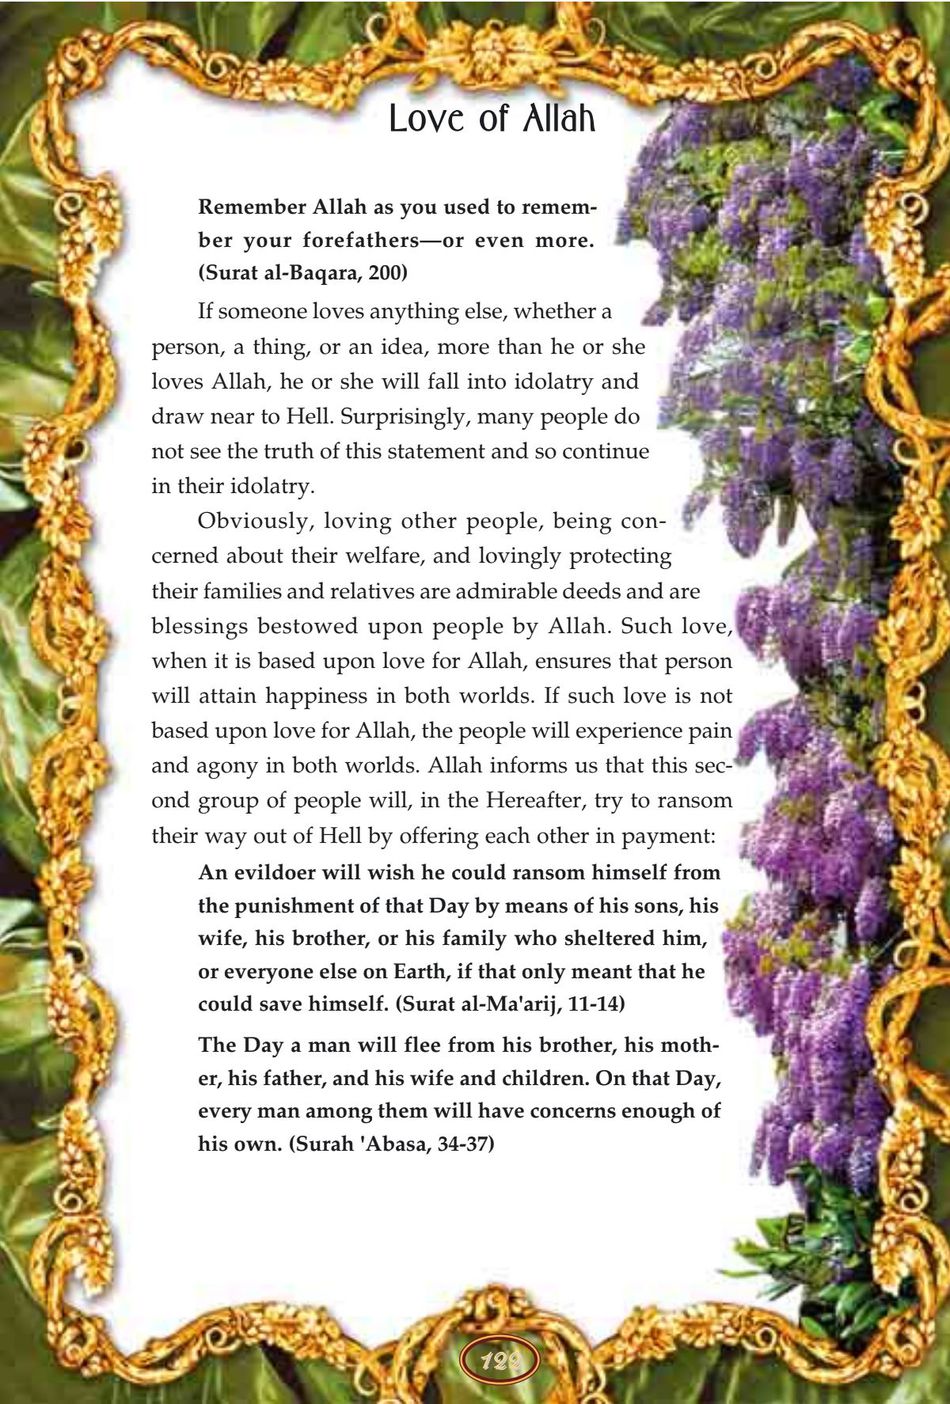 Love of Allah
Remember Allah as you used to remem-
ber your forefathers—or even more.
(Surat al-Baqara, 200)
If someone loves anything else, whether a
person, a thing, or an idea, more than he or she
loves Allah, he or she will fall into idolatry and
draw near to Hell. Surprisingly, many people do
not see the truth of this statement and so continue
in their idolatry.
Obviously, loving other people, being con-
cerned about their welfare, and lovingly protecting
their families and relatives are admirable deeds and are
blessings bestowed upon people by Allah. Such love,
when it is based upon love for Allah, ensures that person
will attain happiness in both worlds. If such love is not
based upon love for Allah, the people will experience pain
and agony in both worlds. Allah informs us that this sec-
ond group of people will, in the Hereafter, try to ransom
their way out of Hell by offering each other in payment:
An evildoer will wish he could ransom himself from
the punishment of that Day by means of his sons, his
wife, his brother, or his family who sheltered him,
or everyone else on Earth, if that only meant that he
could save himself. (Surat al-Ma'arij, 11-14)
The Day a man will flee from his brother, his moth-
er, his father, and his wife and children. On that Day,
every man among them will have concerns enough of
his own. (Surah 'Abasa, 34-37)